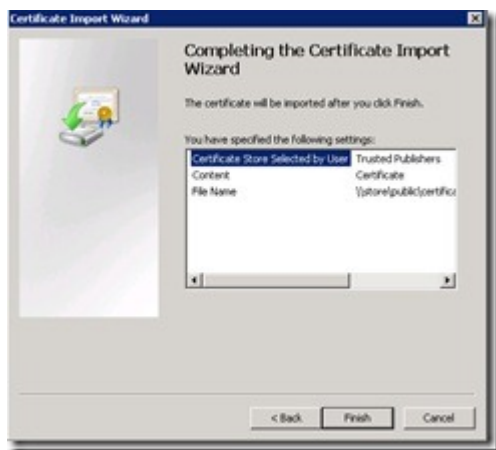 Certificate Import Wizard
Completing the Certificate Import
Wizard
The certificate will be imported after you click Finish.
You have specified the following settings:
Certificate Store Selected by User Trusted Publishers
Content Certificate
File Name \\store\public\certifica
< Back Finish Cancel